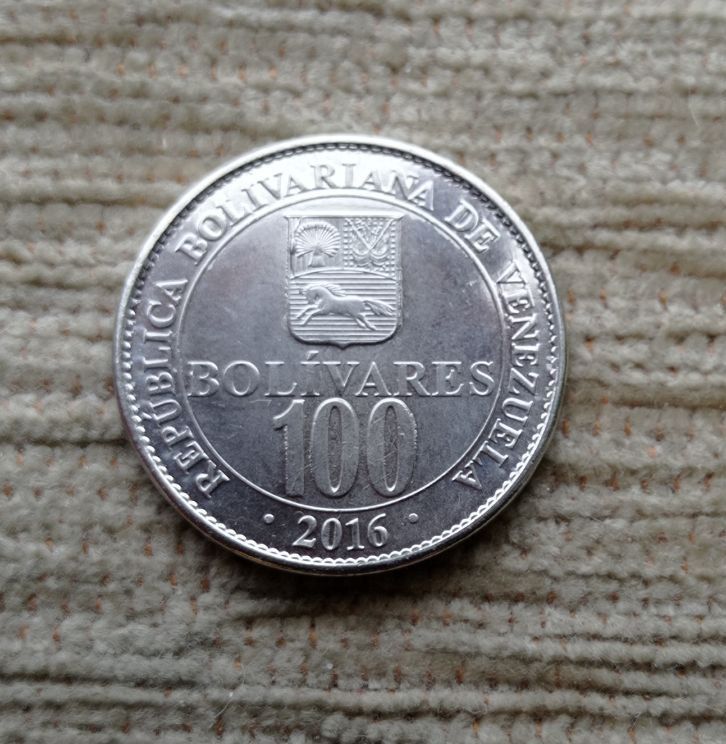 REPÚBLICA BOLIVARIANA DE VENEZUELA
BOLÍVARES
100
· 2016 ·